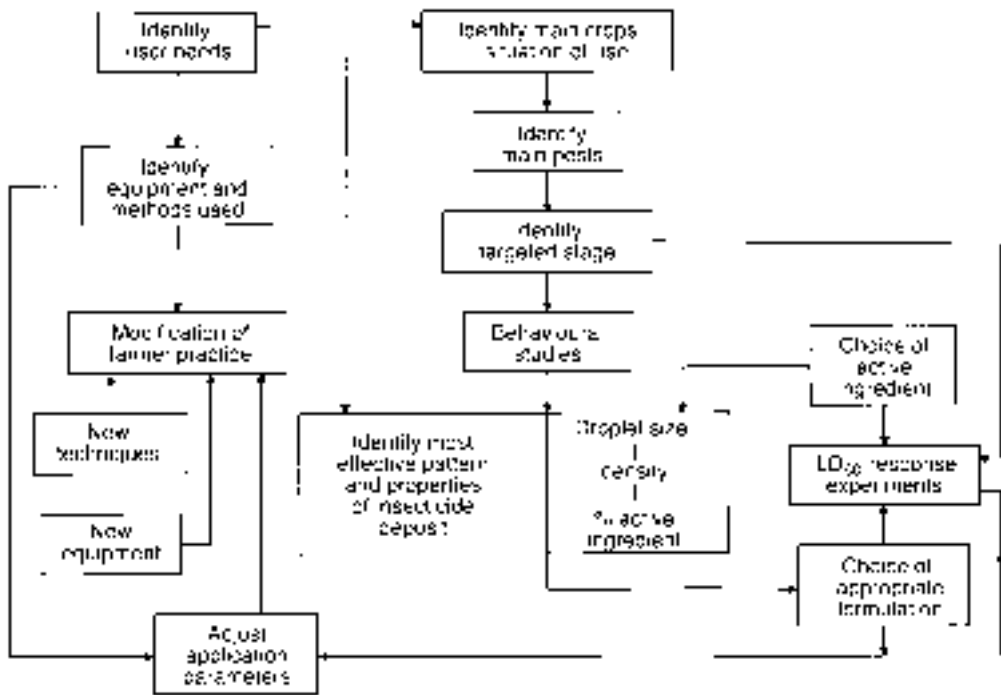 Identify
user needs
Identify main crops
situation of use
Identify
main pests
Identify
equipment and
methods used
Identify
targeted stage
Modification of
farmer practice
Behavioural
studies
Choice of
active
ingredient
New
techniques
Identify most
effective pattern
and properties
of insecticide
deposit
Droplet size
density
% active
ingredient
LD50 response
experiments
New
equipment
Choice of
appropriate
formulation
Adjust
application
parameters